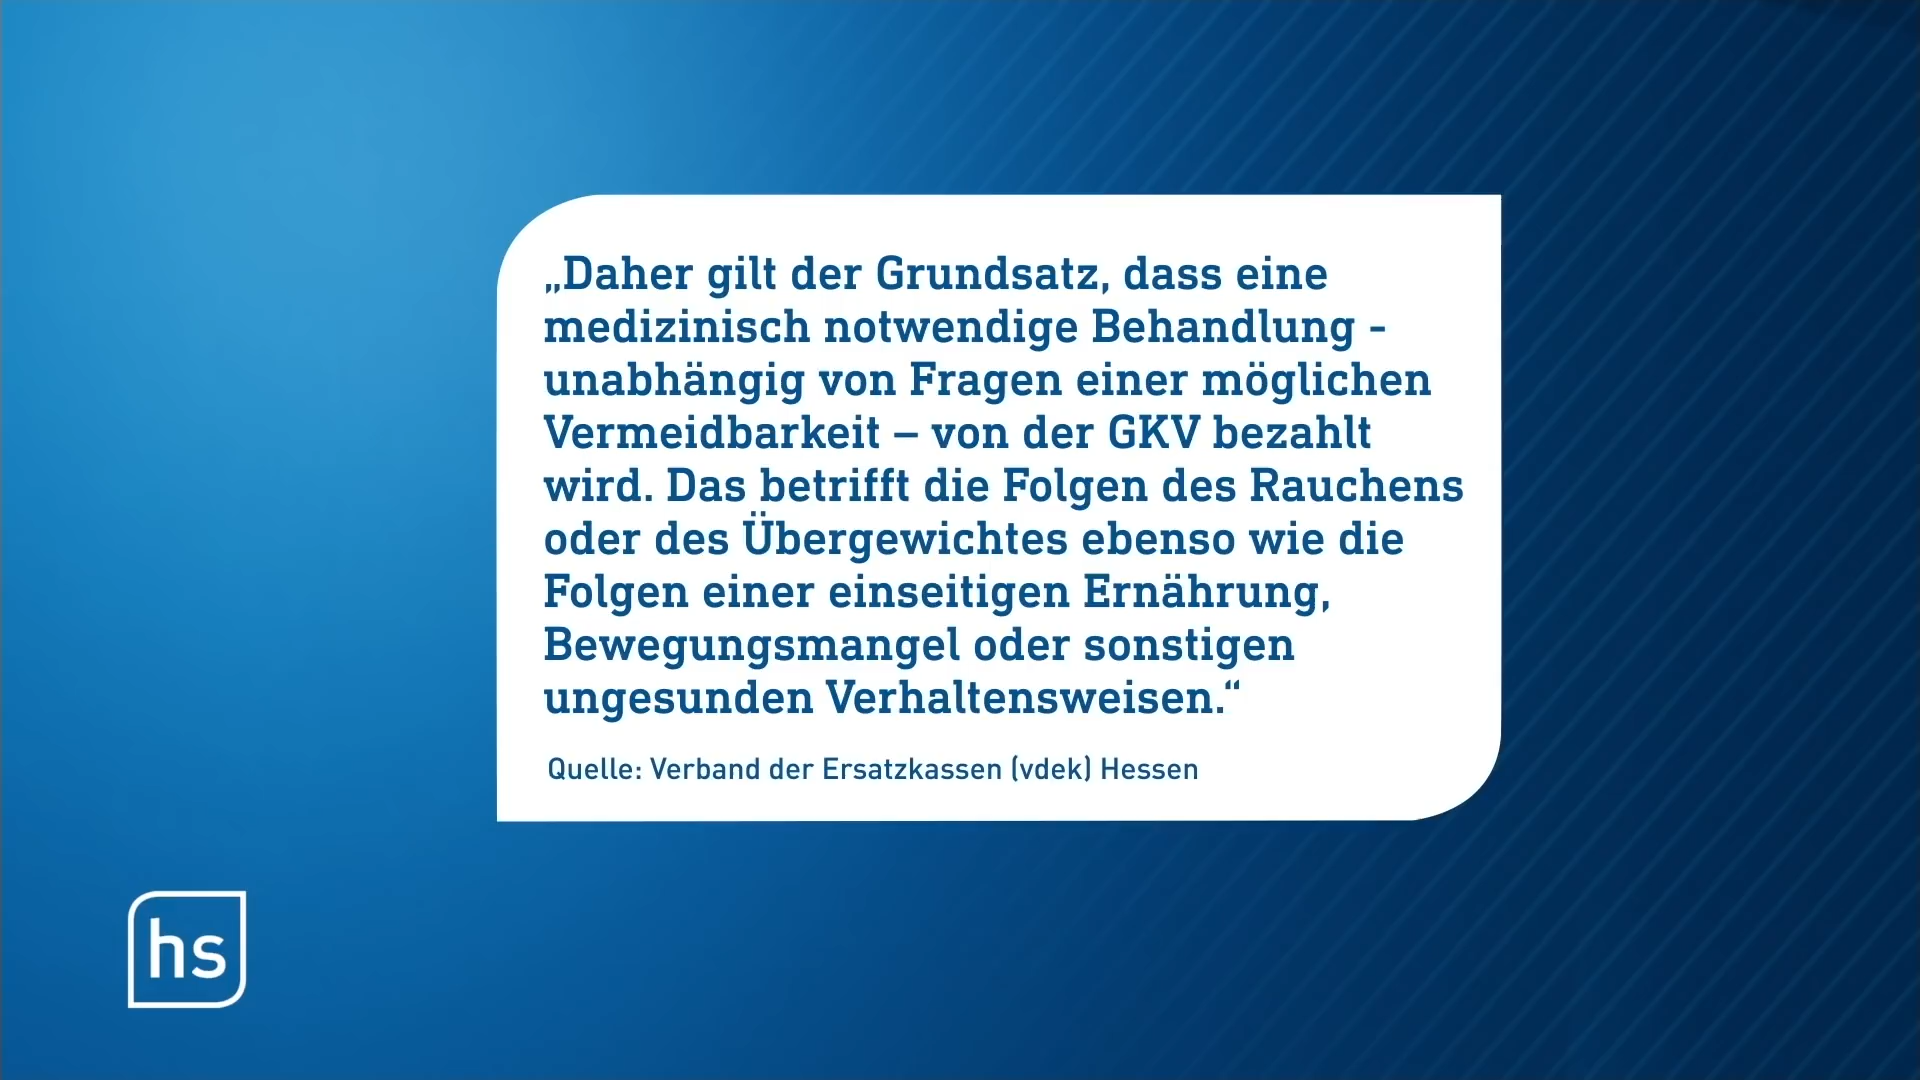 „Daher gilt der Grundsatz, dass eine
medizinisch notwendige Behandlung -
unabhängig von Fragen einer möglichen
Vermeidbarkeit – von der GKV bezahlt
wird. Das betrifft die Folgen des Rauchens
oder des Übergewichtes ebenso wie die
Folgen einer einseitigen Ernährung,
Bewegungsmangel oder sonstigen
ungesunden Verhaltensweisen.“
Quelle: Verband der Ersatzkassen (vdek) Hessen
hs